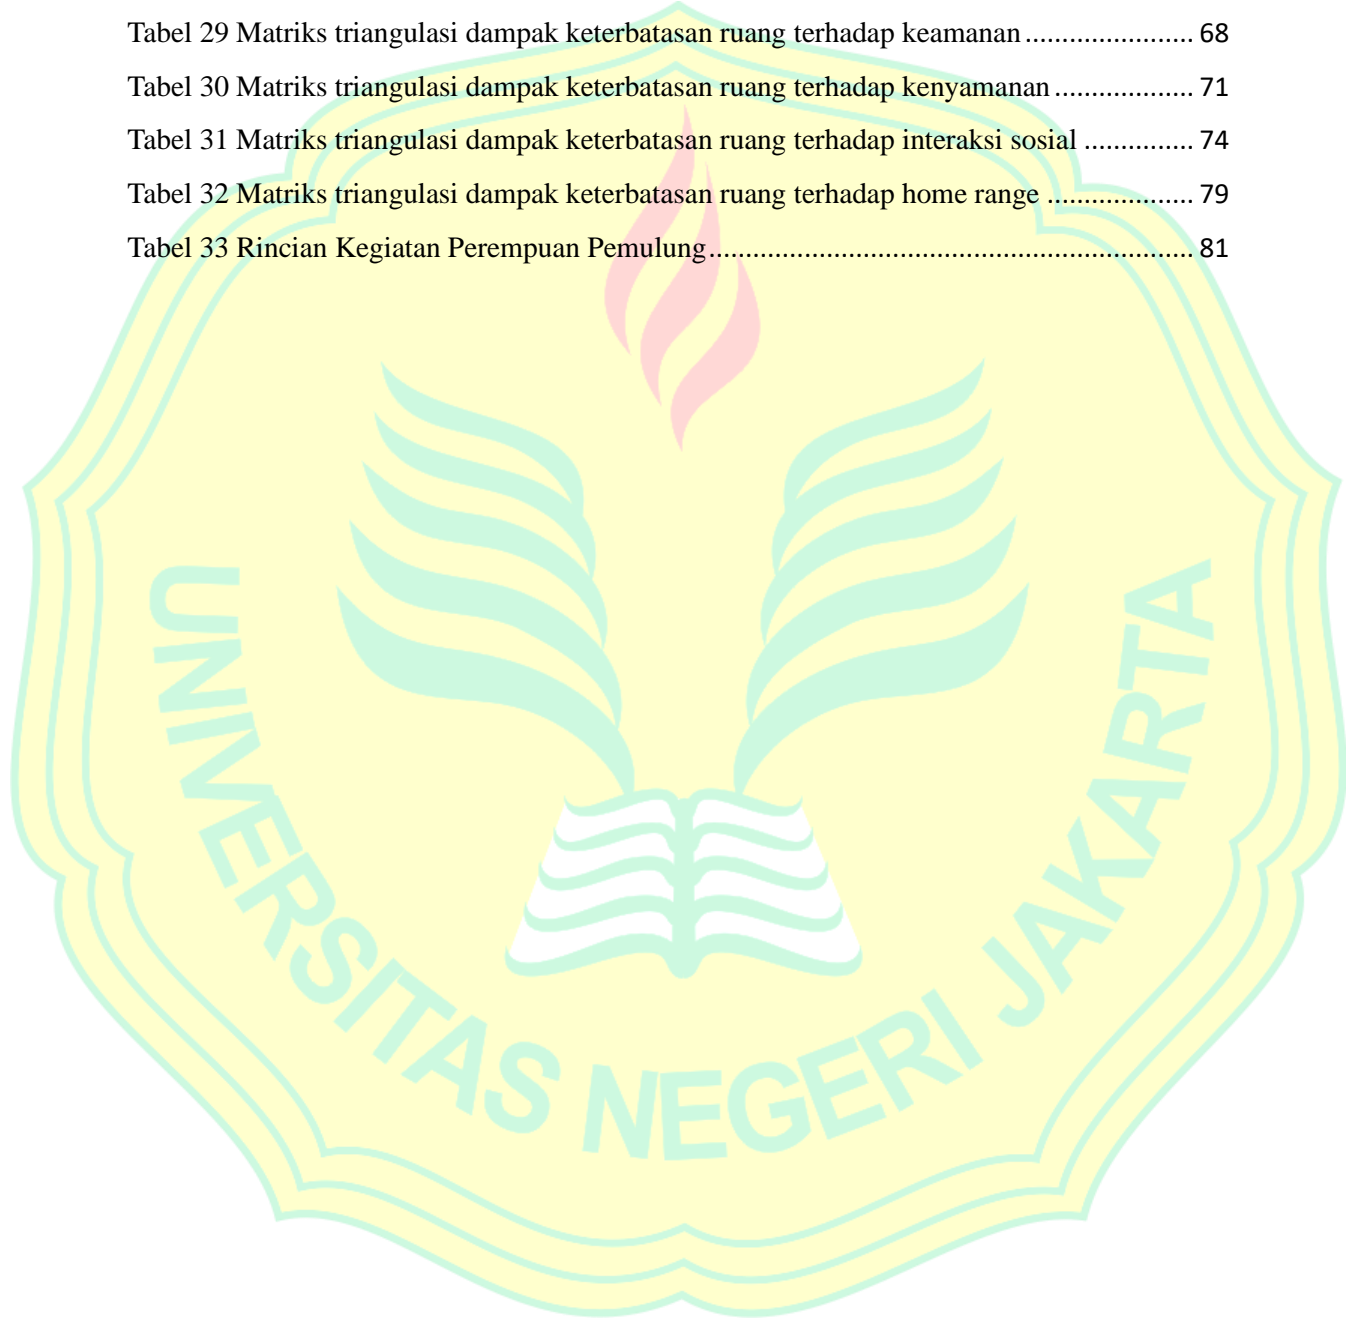 Tabel 29 Matriks triangulasi dampak keterbatasan ruang terhadap keamanan ...................... 68
Tabel 30 Matriks triangulasi dampak keterbatasan ruang terhadap kenyamanan .................. 71
Tabel 31 Matriks triangulasi dampak keterbatasan ruang terhadap interaksi sosial ............... 74
Tabel 32 Matriks triangulasi dampak keterbatasan ruang terhadap home range .................... 79
Tabel 33 Rincian Kegiatan Perempuan Pemulung ................................................................ 81
UNIVERSITAS NEGERI JAKARTA